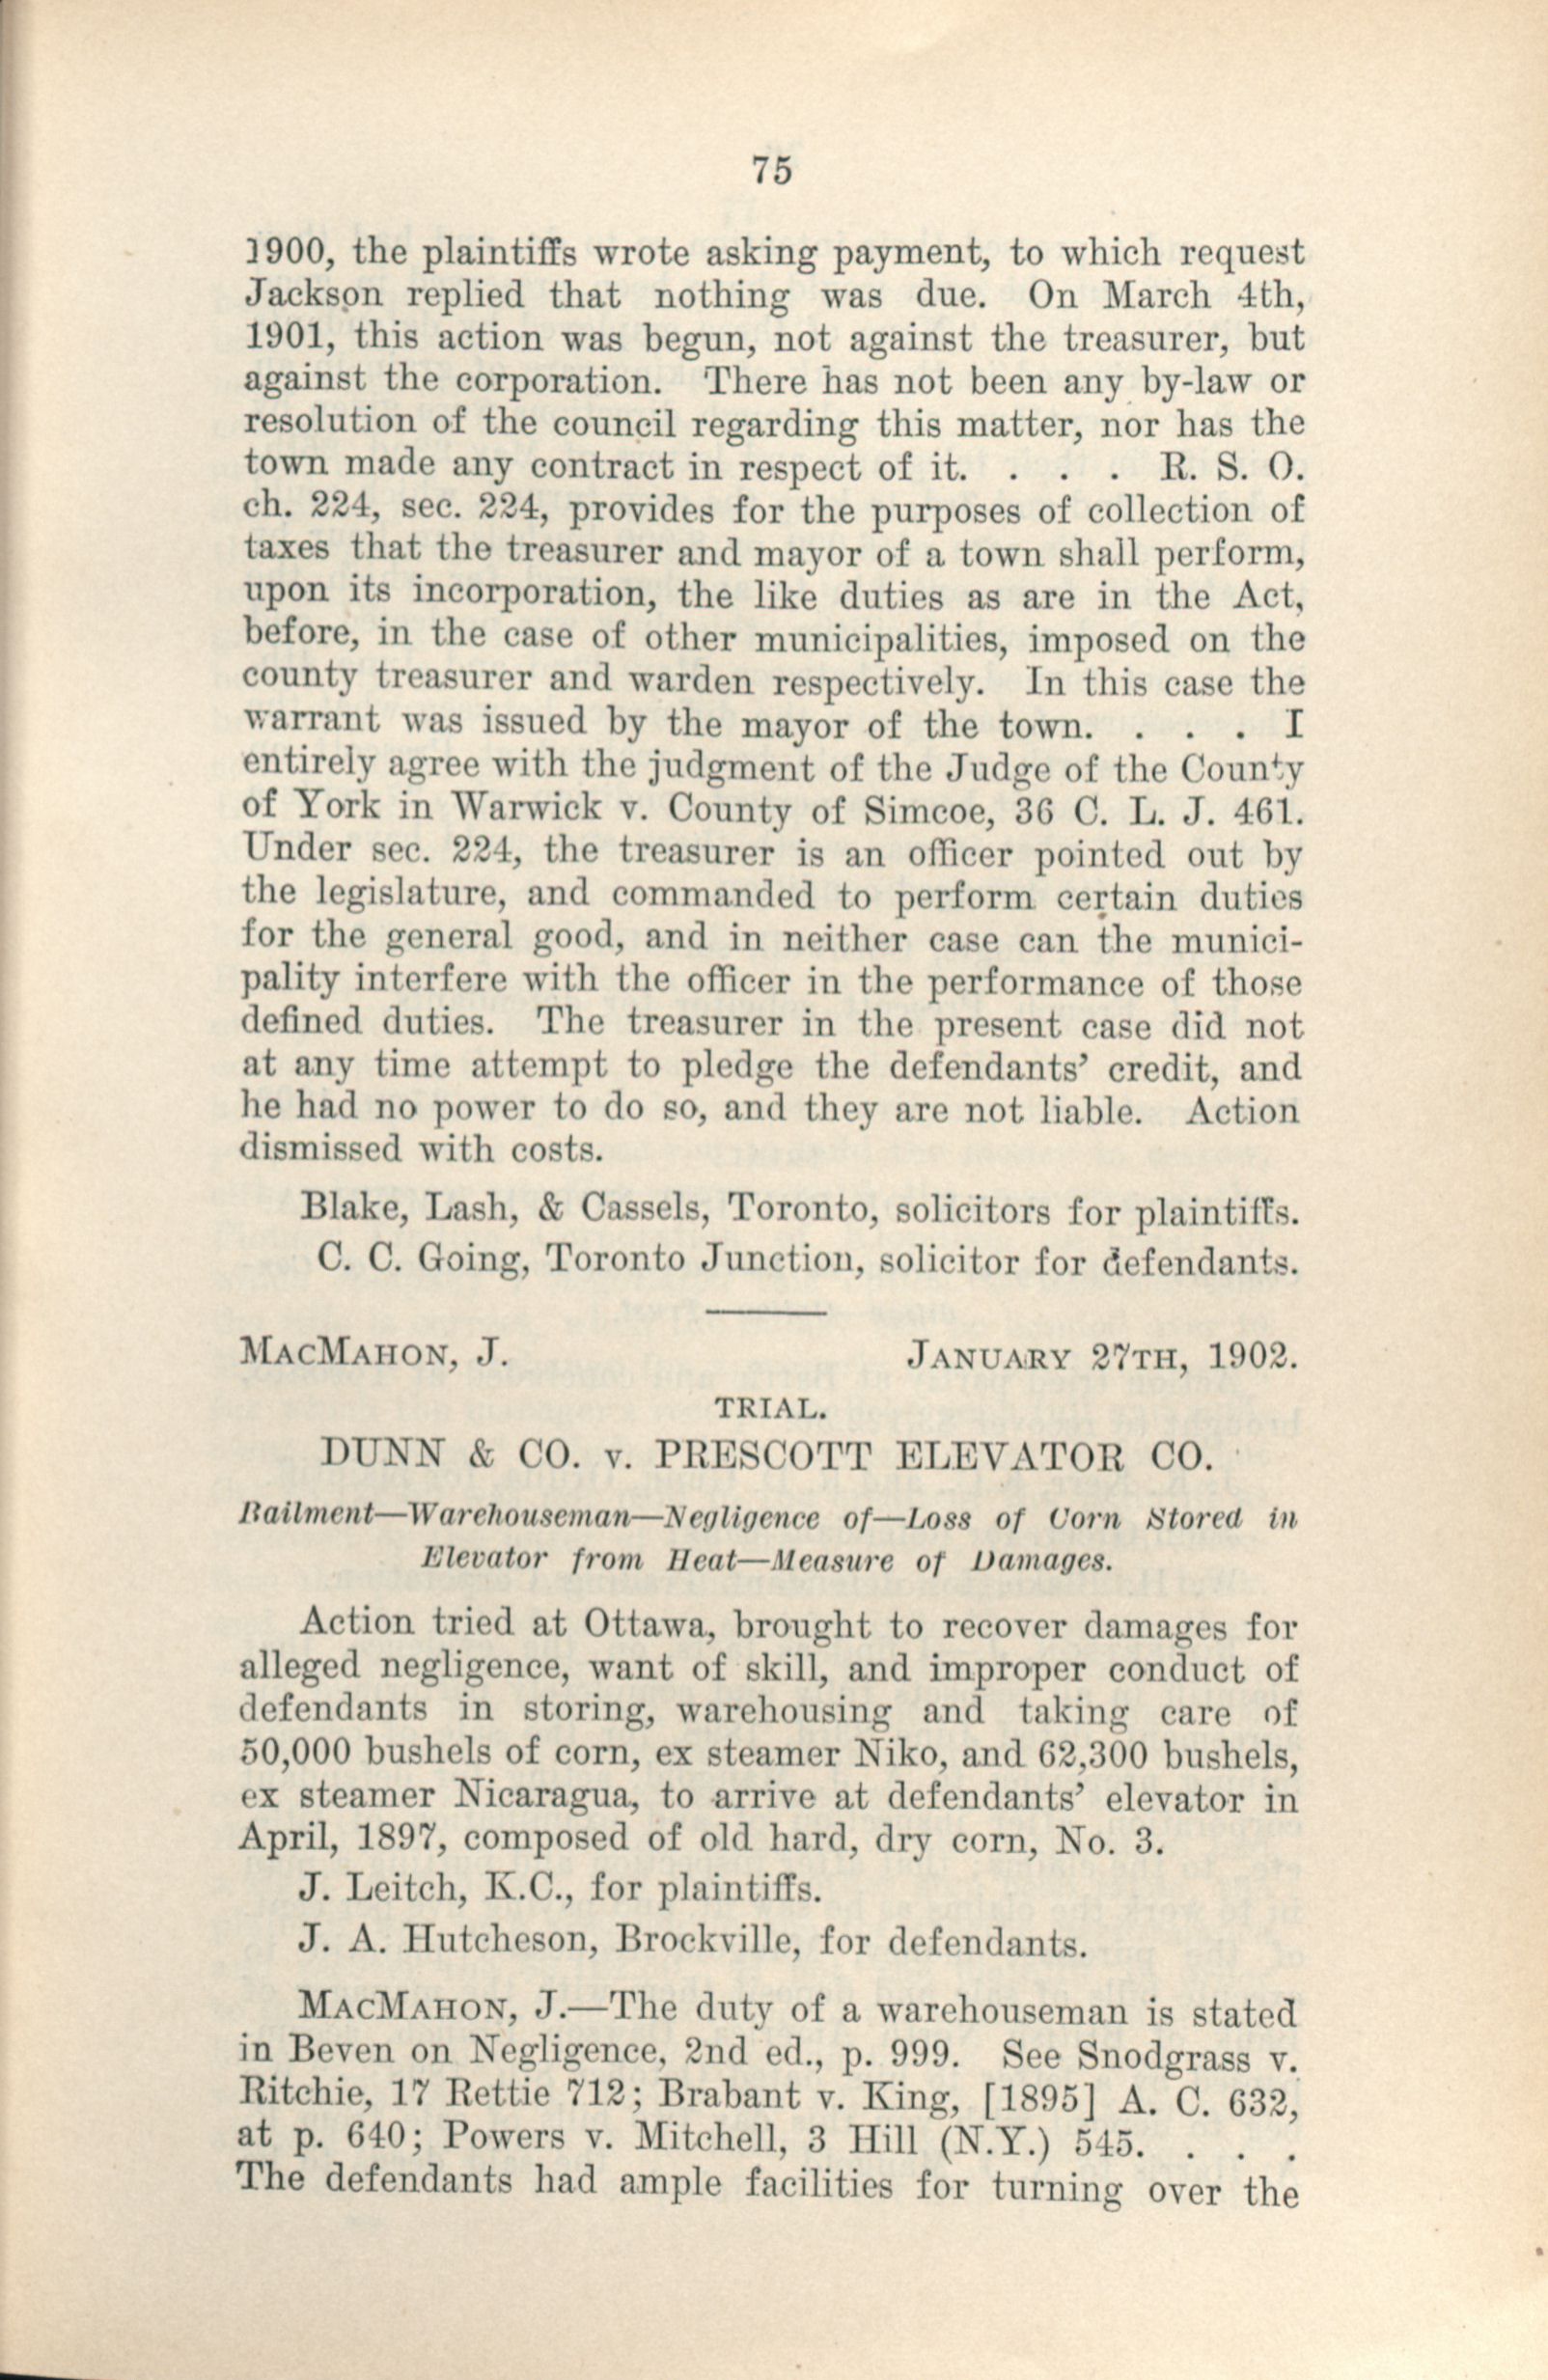 75
1900, the plaintiffs wrote asking payment, to which request
Jackson replied that nothing was due. On March 4th,
1901, this action was begun, not against the treasurer, but
against the corporation. There has not been any by-law or
resolution of the council regarding this matter, nor has the
town made any contract in respect of it. . . . R. S. O.
ch. 224, sec. 224, provides for the purposes of collection of
taxes that the treasurer and mayor of a town shall perform,
upon its incorporation, the like duties as are in the Act,
before, in the case of other municipalities, imposed on the
county treasurer and warden respectively. In this case the
warrant was issued by the mayor of the town. . . . I
entirely agree with the judgment of the Judge of the County
of York in Warwick v. County of Simcoe, 36 C. L. J. 461.
Under sec. 224, the treasurer is an officer pointed out by
the legislature, and commanded to perform certain duties
for the general good, and in neither case can the munici-
pality interfere with the officer in the performance of those
defined duties. The treasurer in the present case did not
at any time attempt to pledge the defendants' credit, and
he had no power to do so, and they are not liable. Action
dismissed with costs.
Blake, Lash, & Cassels, Toronto, solicitors for plaintiffs.
C. C. Going, Toronto Junction, solicitor for defendants.
MACMAHON, J. JANUARY 27TH, 1902.
TRIAL.
DUNN & CO. v. PRESCOTT ELEVATOR CO.
Bailment—Warehouseman—Negligence of—Loss of Corn Stored in
Elevator from Heat—Measure of Damages.
Action tried at Ottawa, brought to recover damages for
alleged negligence, want of skill, and improper conduct of
defendants in storing, warehousing and taking care of
50,000 bushels of corn, ex steamer Niko, and 62,300 bushels,
ex steamer Nicaragua, to arrive at defendants' elevator in
April, 1897, composed of old hard, dry corn, No. 3.
J. Leitch, K.C., for plaintiffs.
J. A. Hutcheson, Brockville, for defendants.
MACMAHON, J.—The duty of a warehouseman is stated
in Beven on Negligence, 2nd ed., p. 999. See Snodgrass v.
Ritchie, 17 Rettie 712; Brabant v. King, [1895] A. C. 632,
at p. 640; Powers v. Mitchell, 3 Hill (N.Y.) 545. . . .
The defendants had ample facilities for turning over the